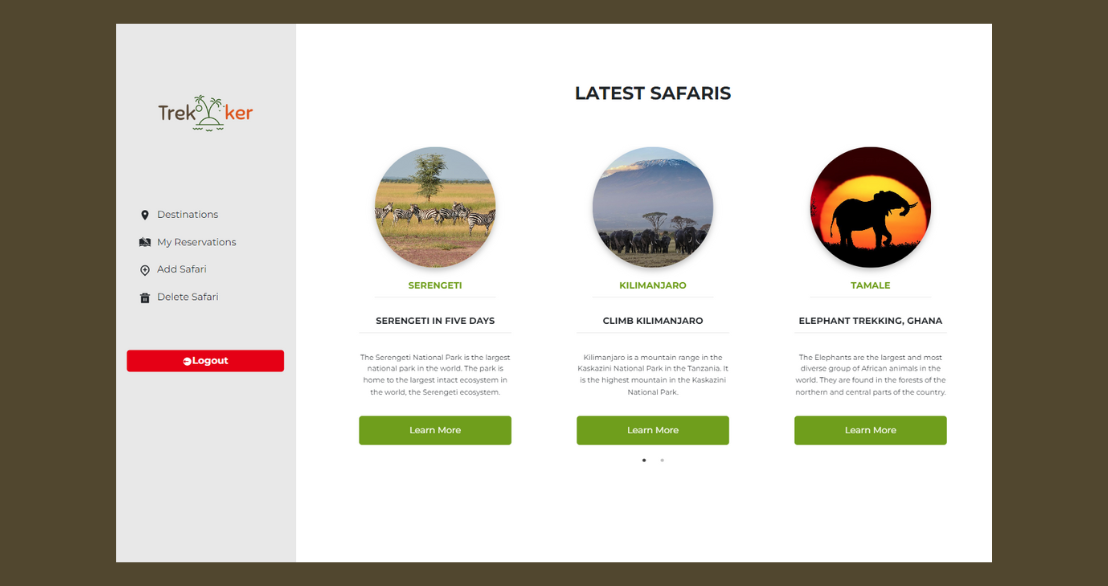 Trek ker
Destinations
My Reservations
Add Safari
Delete Safari
Logout
LATEST SAFARIS
SERENGETI
SERENGETI IN FIVE DAYS
The Serengeti National Park is the largest
national park in the world. The park is
home to the largest intact ecosystem in
the world, the Serengeti ecosystem.
Learn More
KILIMANJARO
CLIMB KILIMANJARO
Kilimanjaro is a mountain range in the
Kaskazini National Park in the Tanzania. It
is the highest mountain in the Kaskazini
National Park.
Learn More
TAMALE
ELEPHANT TREKKING, GHANA
The Elephants are the largest and most
diverse group of African animals in the
world. They are found in the forests of the
northern and central parts of the country.
Learn More